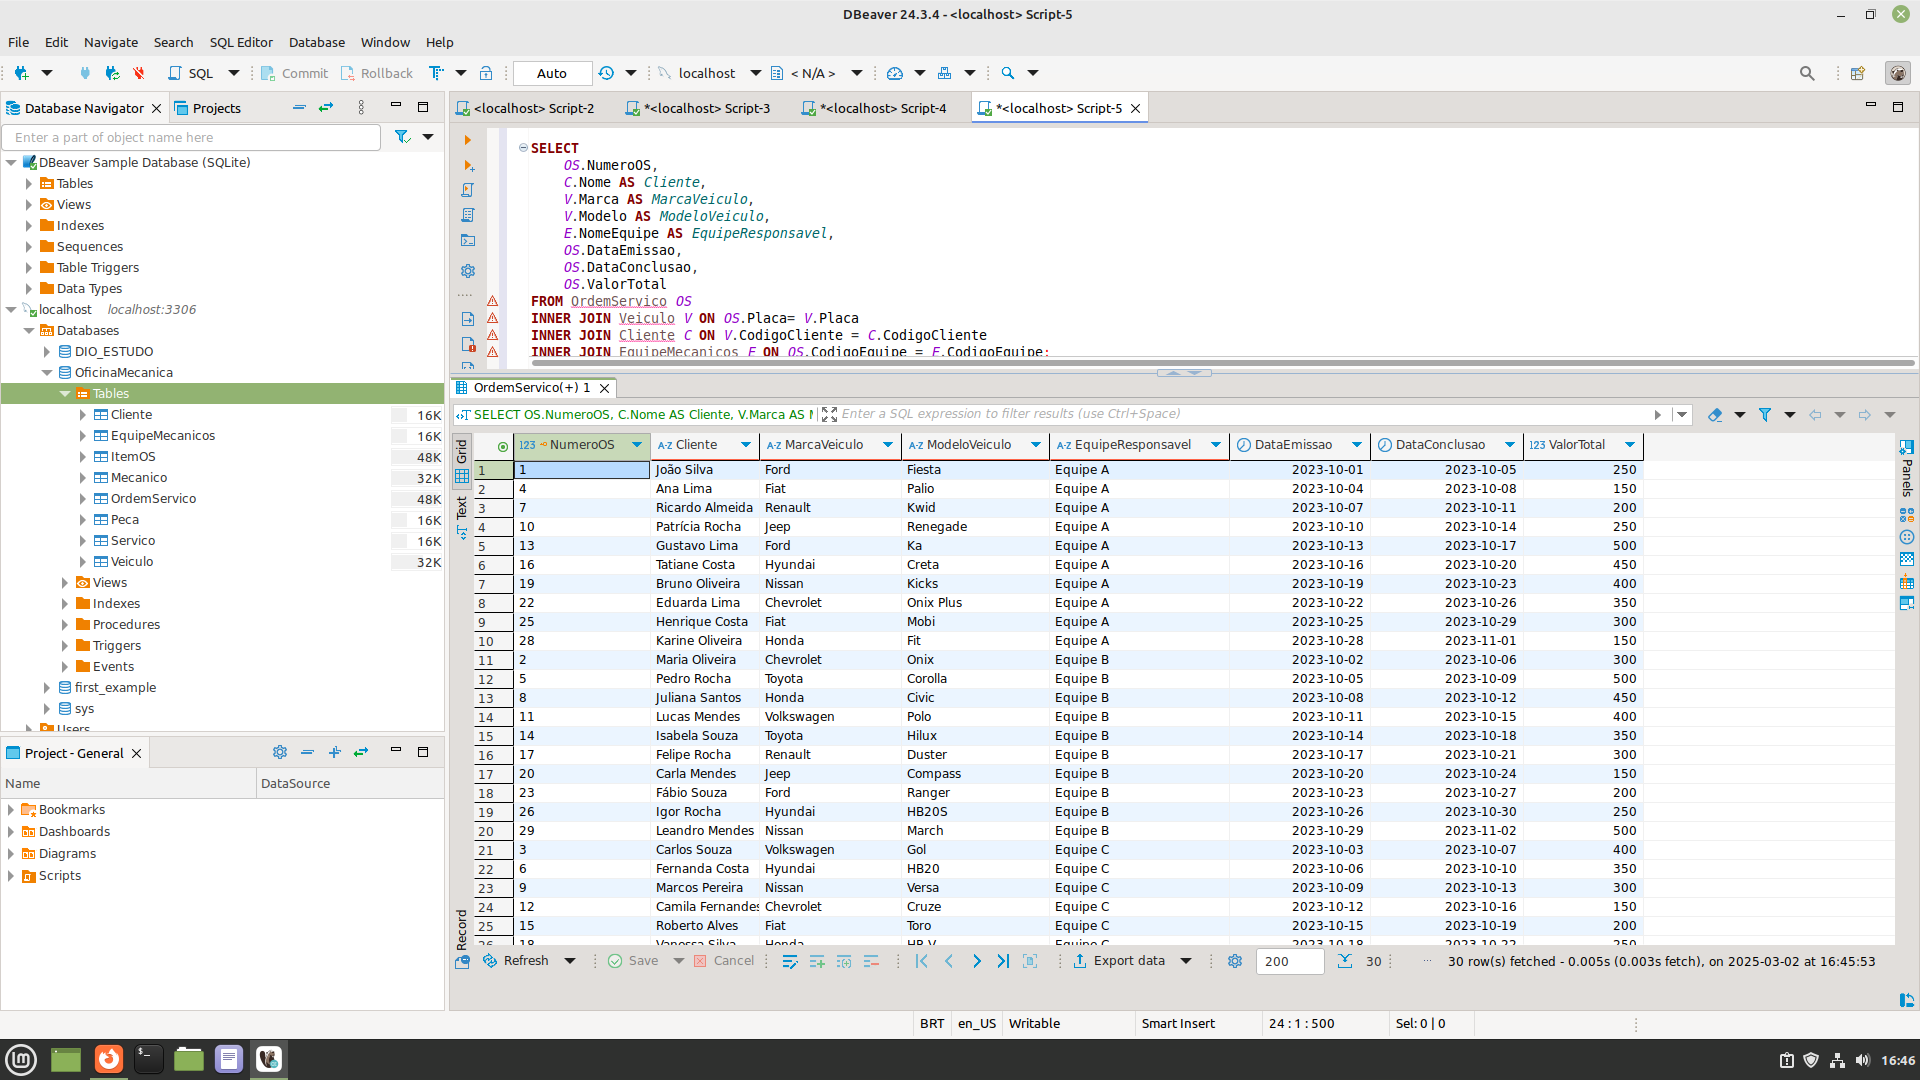 DBeaver 24.3.4 - <localhost> Script-5
File Edit Navigate Search SQL Editor Database Window Help
SQL Commit Rollback Auto localhost < N/A >
Database Navigator Projects
<localhost> Script-2 *<localhost> Script-3 *<localhost> Script-4 *<localhost> Script-5
Enter a part of object name here
DBeaver Sample Database (SQLite)
Tables
Views
Indexes
Sequences
Table Triggers
Data Types
localhost localhost:3306
Databases
DIO_ESTUDO
OficinaMecanica
Tables
Cliente 16K
EquipeMecanicos 16K
ItemOS 48K
Mecanico 32K
OrdemServico 48K
Peca 16K
Servico 16K
Veiculo 32K
Views
Indexes
Procedures
Triggers
Events
first_example
sys
Users
Project - General
Name DataSource
Bookmarks
Dashboards
Diagrams
Scripts
SELECT
OS.NumeroOS,
C.Nome AS Cliente,
V.Marca AS MarcaVeiculo,
V.Modelo AS ModeloVeiculo,
E.NomeEquipe AS EquipeResponsavel,
OS.DataEmissao,
OS.DataConclusao,
OS.ValorTotal
FROM OrdemServico OS
INNER JOIN Veiculo V ON OS.Placa= V.Placa
INNER JOIN Cliente C ON V.CodigoCliente = C.CodigoCliente
INNER JOIN EquipeMecanicos E ON OS.CodigoEquipe = E.CodigoEquipe;
OrdemServico(+) 1
SELECT OS.NumeroOS, C.Nome AS Cliente, V.Marca AS M Enter a SQL expression to filter results (use Ctrl+Space)
Grid
Text
Record
Panels
123 NumeroOS A-Z Cliente A-Z MarcaVeiculo A-Z ModeloVeiculo A-Z EquipeResponsavel DataEmissao DataConclusao 123 ValorTotal
1 1 João Silva Ford Fiesta Equipe A 2023-10-01 2023-10-05 250
2 4 Ana Lima Fiat Palio Equipe A 2023-10-04 2023-10-08 150
3 7 Ricardo Almeida Renault Kwid Equipe A 2023-10-07 2023-10-11 200
4 10 Patrícia Rocha Jeep Renegade Equipe A 2023-10-10 2023-10-14 250
5 13 Gustavo Lima Ford Ka Equipe A 2023-10-13 2023-10-17 500
6 16 Tatiane Costa Hyundai Creta Equipe A 2023-10-16 2023-10-20 450
7 19 Bruno Oliveira Nissan Kicks Equipe A 2023-10-19 2023-10-23 400
8 22 Eduarda Lima Chevrolet Onix Plus Equipe A 2023-10-22 2023-10-26 350
9 25 Henrique Costa Fiat Mobi Equipe A 2023-10-25 2023-10-29 300
10 28 Karine Oliveira Honda Fit Equipe A 2023-10-28 2023-11-01 150
11 2 Maria Oliveira Chevrolet Onix Equipe B 2023-10-02 2023-10-06 300
12 5 Pedro Rocha Toyota Corolla Equipe B 2023-10-05 2023-10-09 500
13 8 Juliana Santos Honda Civic Equipe B 2023-10-08 2023-10-12 450
14 11 Lucas Mendes Volkswagen Polo Equipe B 2023-10-11 2023-10-15 400
15 14 Isabela Souza Toyota Hilux Equipe B 2023-10-14 2023-10-18 350
16 17 Felipe Rocha Renault Duster Equipe B 2023-10-17 2023-10-21 300
17 20 Carla Mendes Jeep Compass Equipe B 2023-10-20 2023-10-24 150
18 23 Fábio Souza Ford Ranger Equipe B 2023-10-23 2023-10-27 200
19 26 Igor Rocha Hyundai HB20S Equipe B 2023-10-26 2023-10-30 250
20 29 Leandro Mendes Nissan March Equipe B 2023-10-29 2023-11-02 500
21 3 Carlos Souza Volkswagen Gol Equipe C 2023-10-03 2023-10-07 400
22 6 Fernanda Costa Hyundai HB20 Equipe C 2023-10-06 2023-10-10 350
23 9 Marcos Pereira Nissan Versa Equipe C 2023-10-09 2023-10-13 300
24 12 Camila Fernandes Chevrolet Cruze Equipe C 2023-10-12 2023-10-16 150
25 15 Roberto Alves Fiat Toro Equipe C 2023-10-15 2023-10-19 200
26 18 Vanessa Silva Honda HR-V Equipe C 2023-10-18 2023-10-22 250
Refresh Save Cancel Export data 200 30 30 row(s) fetched - 0.005s (0.003s fetch), on 2025-03-02 at 16:45:53
BRT en_US Writable Smart Insert 24 : 1 : 500 Sel: 0 | 0
16:46